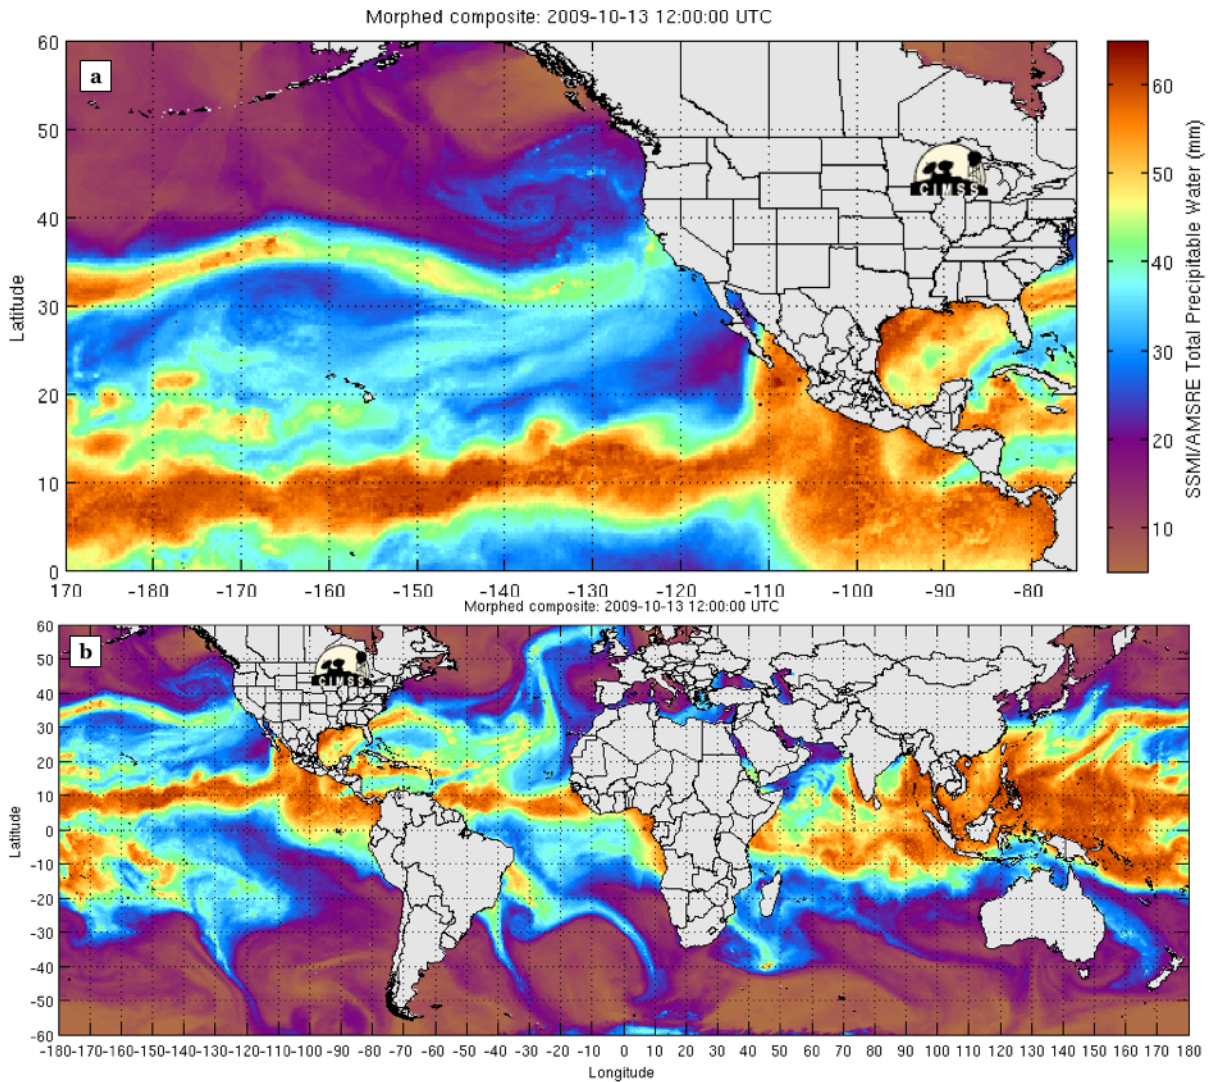 Morphed composite: 2009-10-13 12:00:00 UTC
a
60
50
40
30
20
10
0
Latitude
170 -180 -170 -160 -150 -140 -130 -120 -110 -100 -90 -80
CIMSS
60
50
40
30
20
10
SSMI/AMSRE Total Precipitable Water (mm)
Morphed composite: 2009-10-13 12:00:00 UTC
b
60
50
40
30
20
10
0
-10
-20
-30
-40
-50
-60
Latitude
CIMSS
-180 -170 -160 -150 -140 -130 -120 -110 -100 -90 -80 -70 -60 -50 -40 -30 -20 -10 0 10 20 30 40 50 60 70 80 90 100 110 120 130 140 150 160 170 180
Longitude